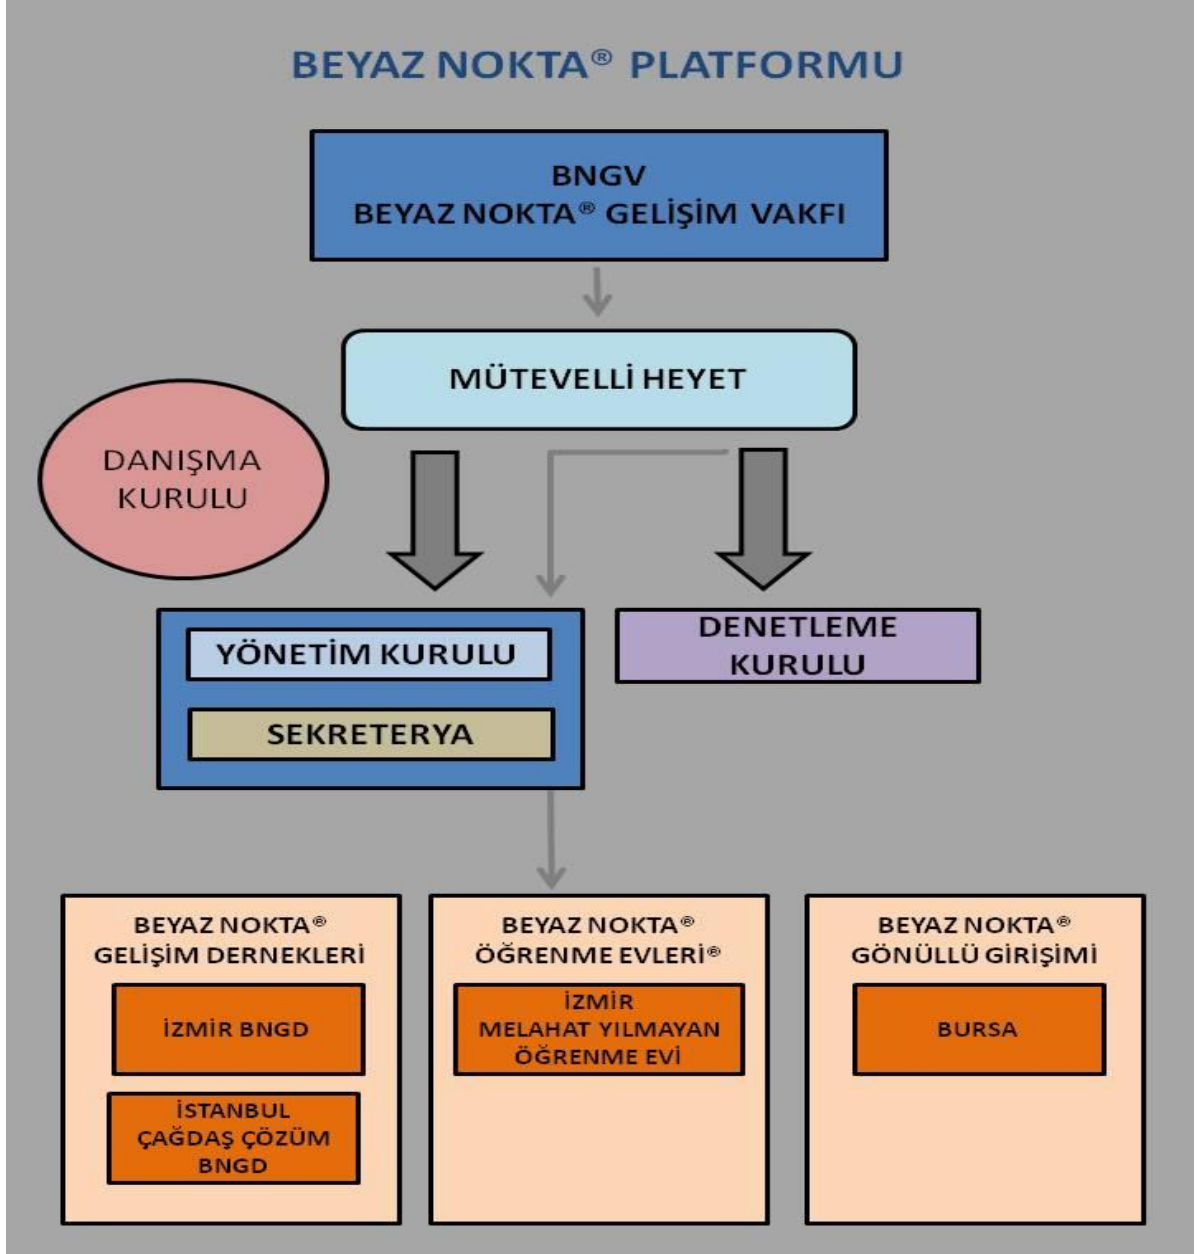 BEYAZ NOKTA® PLATFORMU
BNGV
BEYAZ NOKTA® GELİŞİM VAKFI
MÜTEVELLİ HEYET
DANIŞMA
KURULU
YÖNETİM KURULU
SEKRETERYA
DENETLEME
KURULU
BEYAZ NOKTA®
GELİŞİM DERNEKLERİ
İZMİR BNGD
İSTANBUL
ÇAĞDAŞ ÇÖZÜM
BNGD
BEYAZ NOKTA®
ÖĞRENME EVLERİ®
İZMİR
MELAHAT YILMAYAN
ÖĞRENME EVİ
BEYAZ NOKTA®
GÖNÜLLÜ GİRİŞİMİ
BURSA